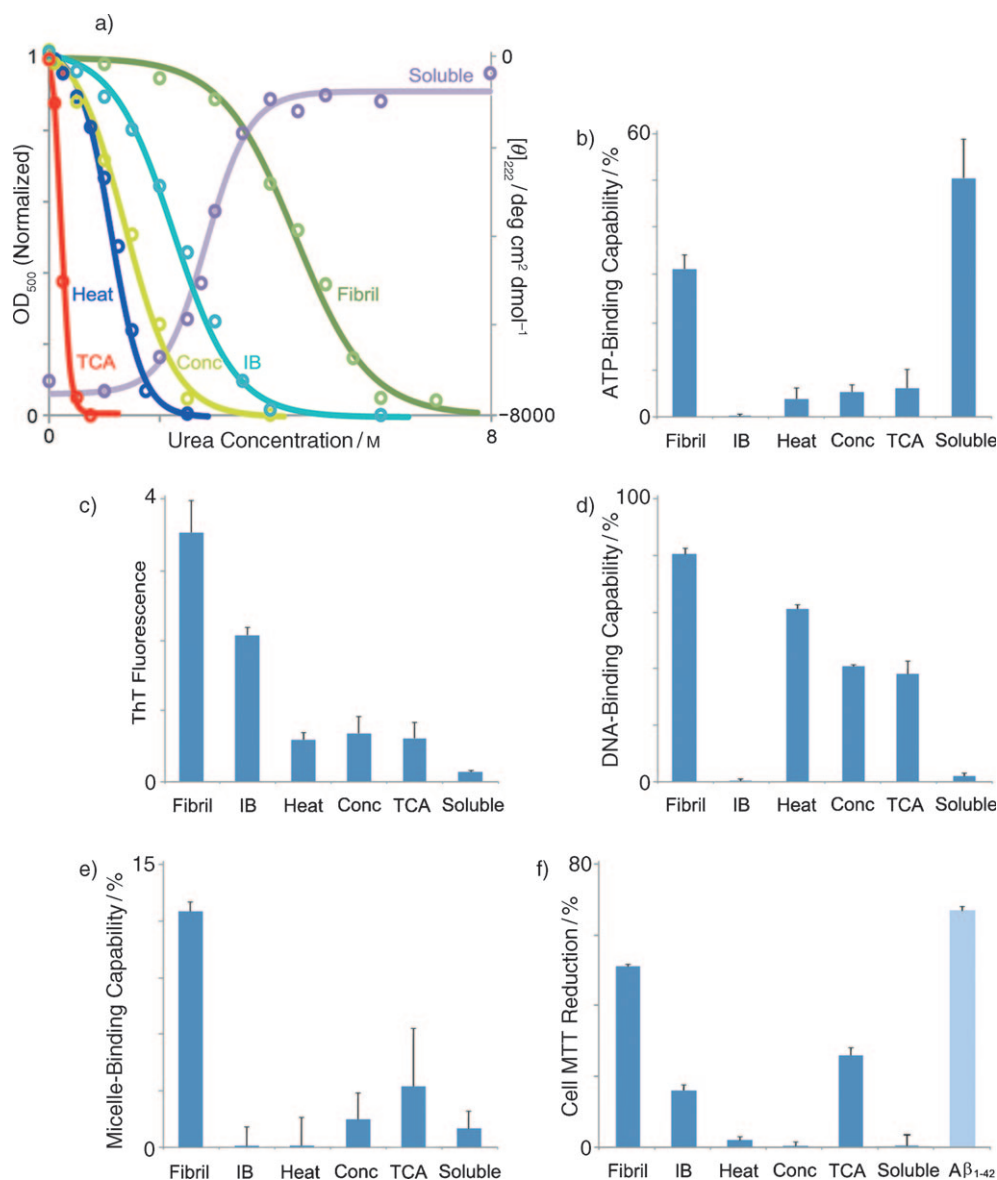 a)
1
0
Soluble
OD500 (Normalized)
[θ]222 / deg cm² dmol⁻¹
Heat
Fibril
TCA
Conc
IB
0
−8000
0
Urea Concentration / M
8
b)
60
ATP-Binding Capability / %
0
Fibril IB Heat Conc TCA Soluble
c)
4
ThT Fluorescence
0
Fibril IB Heat Conc TCA Soluble
d)
100
DNA-Binding Capability / %
0
Fibril IB Heat Conc TCA Soluble
e)
15
Micelle-Binding Capability / %
0
Fibril IB Heat Conc TCA Soluble
f)
80
Cell MTT Reduction / %
0
Fibril IB Heat Conc TCA Soluble Aβ1-42